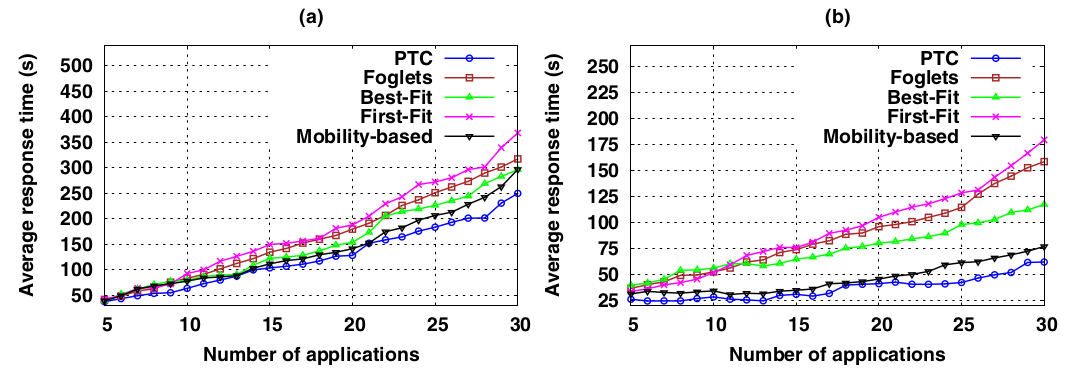 (a)
Average response time (s)
500
450
400
350
300
250
200
150
100
50
5
10
15
20
25
30
Number of applications
PTC
Foglets
Best-Fit
First-Fit
Mobility-based
(b)
Average response time (s)
250
225
200
175
150
125
100
75
50
25
5
10
15
20
25
30
Number of applications
PTC
Foglets
Best-Fit
First-Fit
Mobility-based